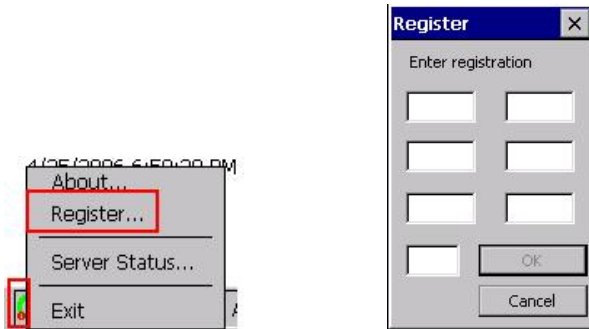 About...
Register...
Server Status...
Exit
Register
Enter registration
OK
Cancel